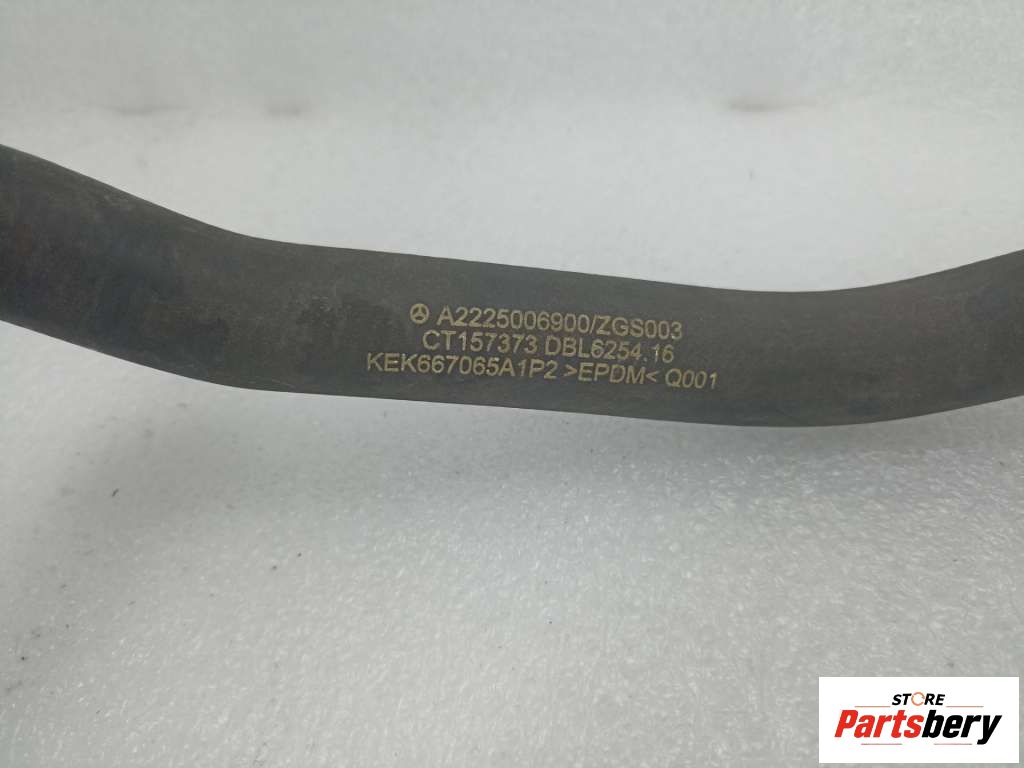 A2225006900/ZGS003
CT157373 DBL6254.16
KEK667065A1P2 >EPDM< Q001
STORE
Partsbery